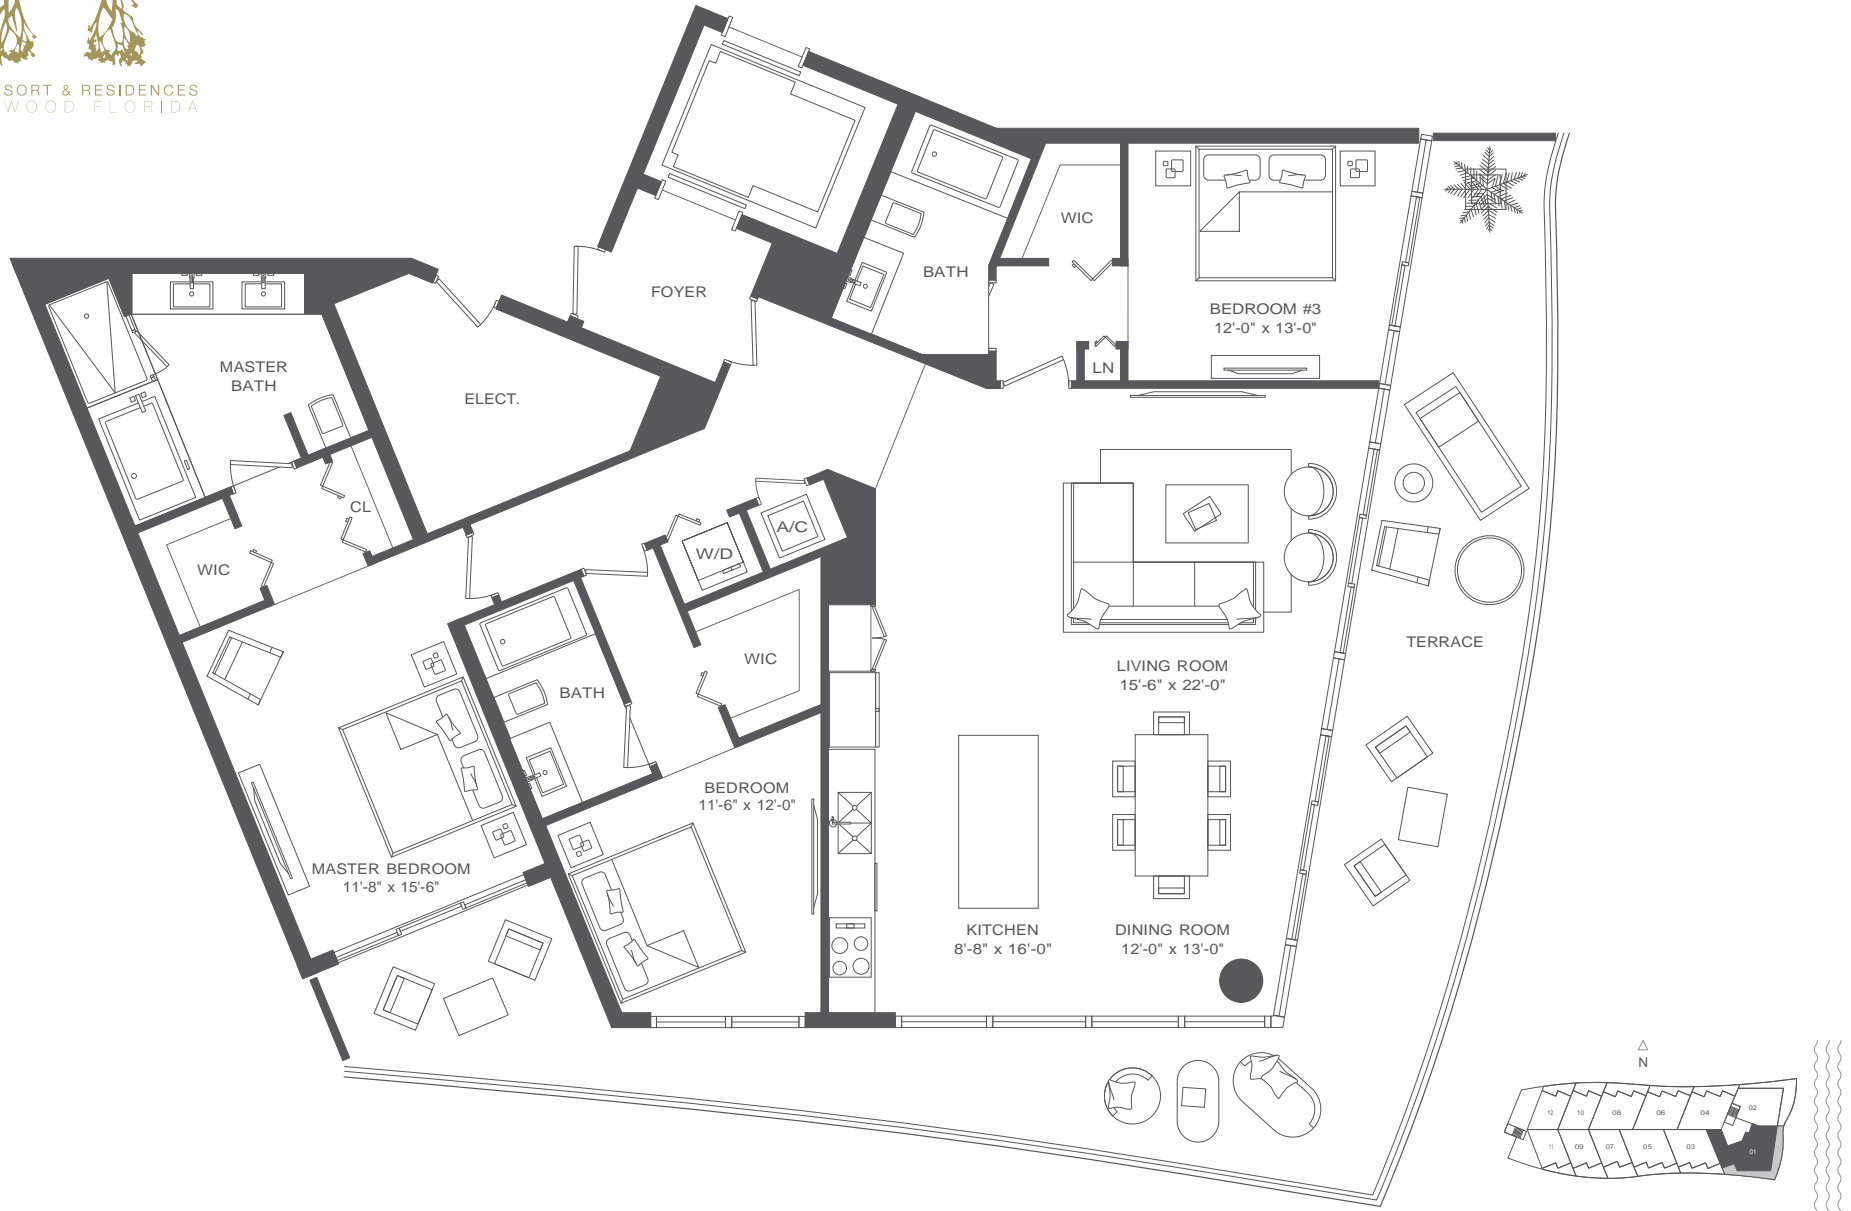 ESORT & RESIDENCES
WOOD FLORIDA
WIC
BATH
FOYER
BEDROOM #3
12'-0" x 13'-0"
MASTER
BATH
LN
ELECT.
CL
A/C
W/D
WIC
TERRACE
WIC
LIVING ROOM
15'-6" x 22'-0"
BATH
BEDROOM
11'-6" x 12'-0"
MASTER BEDROOM
11'-8" x 15'-6"
KITCHEN
8'-8" x 16'-0"
DINING ROOM
12'-0" x 13'-0"
N
12
10
08
06
04
02
11
09
07
05
03
01